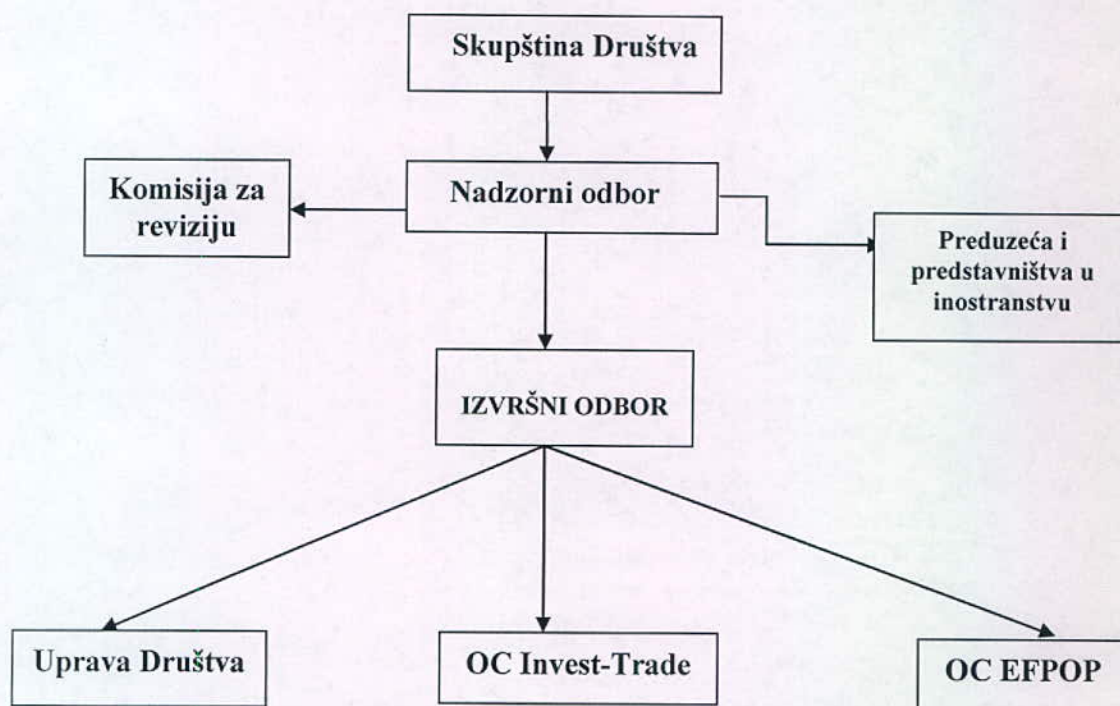 Skupština Društva
Komisija za
reviziju
Nadzorni odbor
Preduzeća i
predstavništva u
inostranstvu
IZVRŠNI ODBOR
Uprava Društva
OC Invest-Trade
OC EFPOP